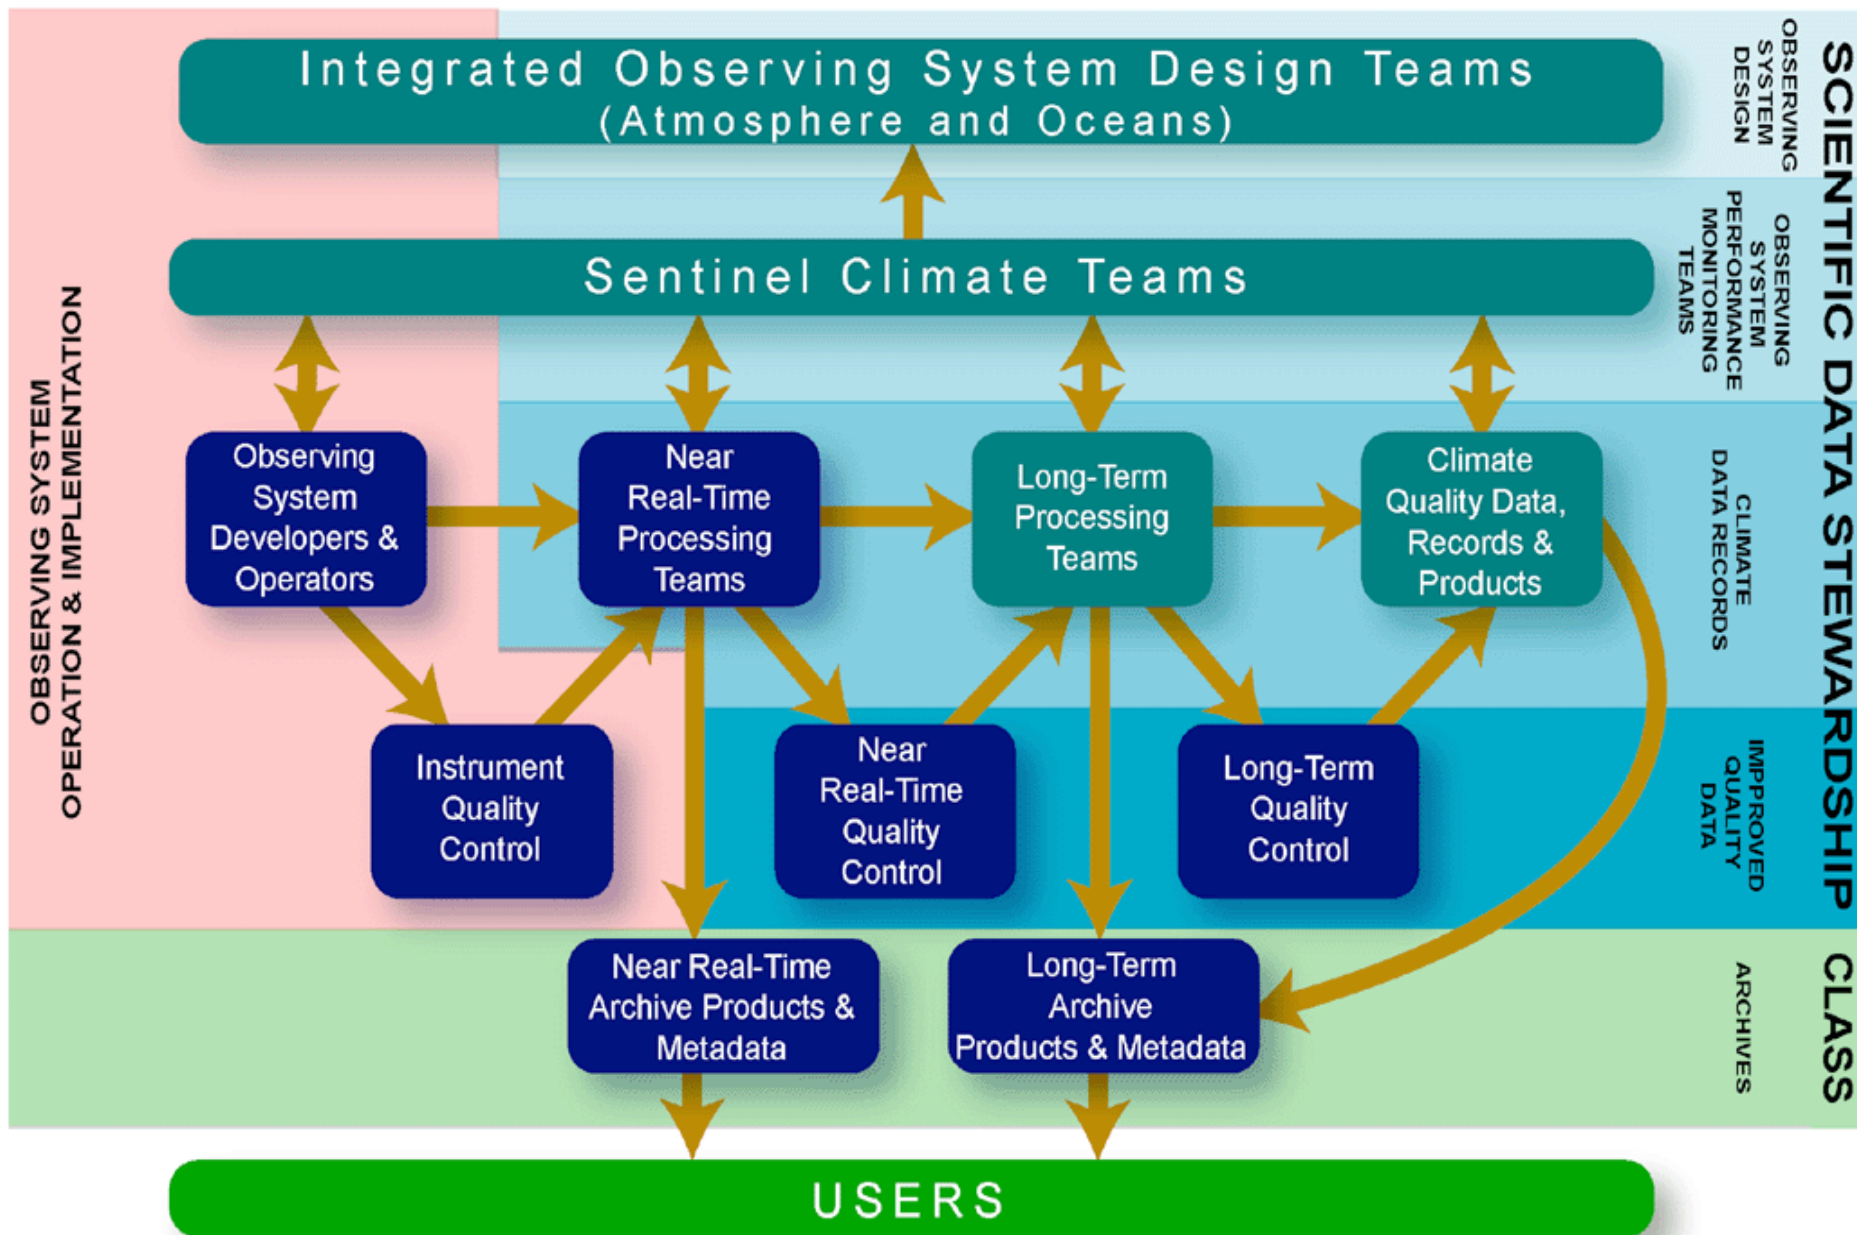 Integrated Observing System Design Teams
(Atmosphere and Oceans)
OBSERVING
SYSTEM
DESIGN
Sentinel Climate Teams
OBSERVING
SYSTEM
PERFORMANCE
MONITORING
TEAMS
SCIENTIFIC DATA STEWARDSHIP
OBSERVING SYSTEM
OPERATION & IMPLEMENTATION
Observing
System
Developers &
Operators
Near
Real-Time
Processing
Teams
Long-Term
Processing
Teams
Climate
Quality Data,
Records &
Products
CLIMATE
DATA RECORDS
Instrument
Quality
Control
Near
Real-Time
Quality
Control
Long-Term
Quality
Control
IMPPROVED
QUALITY
DATA
Near Real-Time
Archive Products &
Metadata
Long-Term
Archive
Products & Metadata
ARCHIVES
CLASS
USERS